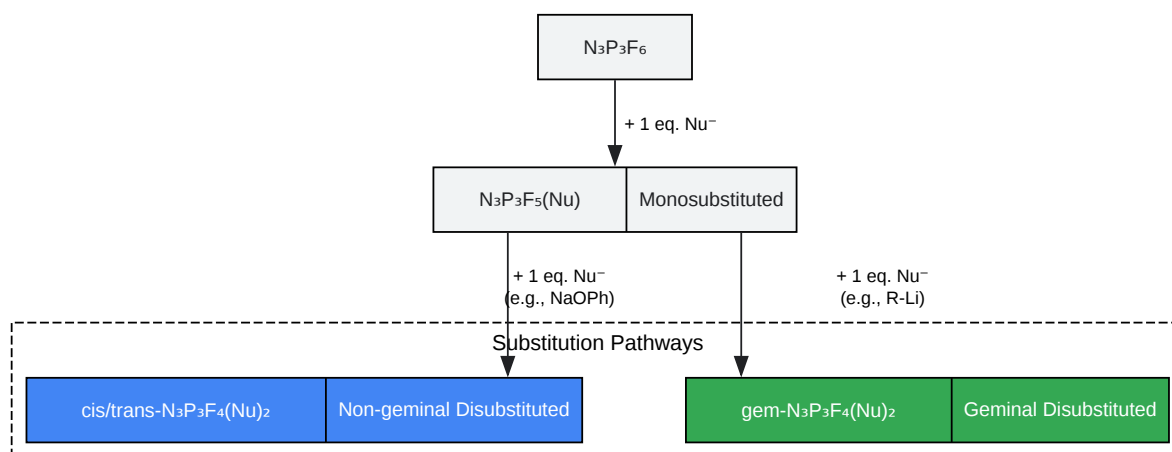 N₃P₃F₆
+ 1 eq. Nu⁻
N₃P₃F₅(Nu)
Monosubstituted
+ 1 eq. Nu⁻
(e.g., NaOPh)
+ 1 eq. Nu⁻
(e.g., R-Li)
Substitution Pathways
cis/trans-N₃P₃F₄(Nu)₂
Non-geminal Disubstituted
gem-N₃P₃F₄(Nu)₂
Geminal Disubstituted